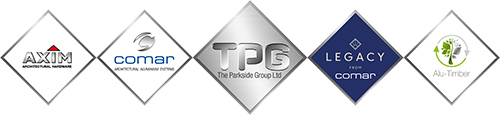 AXIM
ARCHITECTURAL HARDWARE
comar
ARCHITECTURAL ALUMINIUM SYSTEMS
TPG
The Parkside Group Ltd
LEGACY
FROM
comar
Alu-Timber